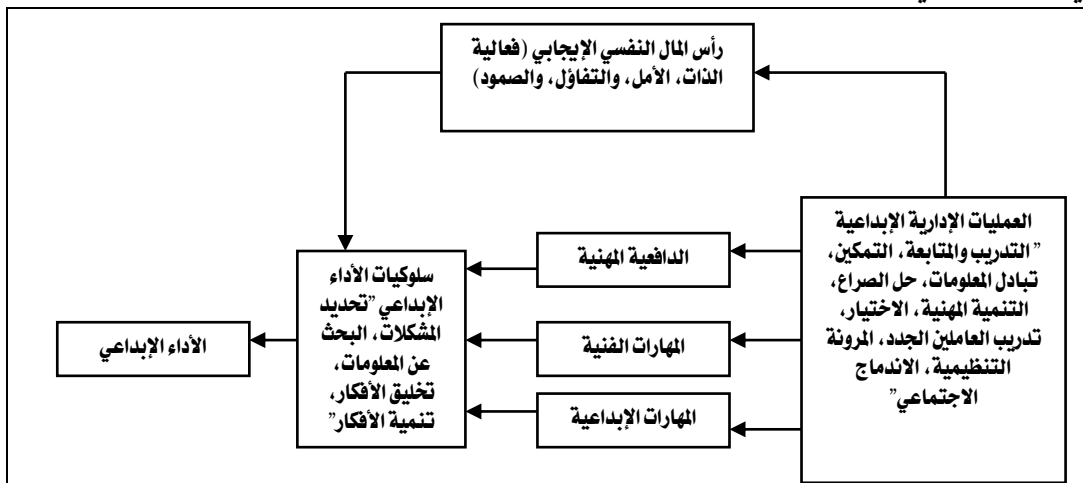 رأس المال النفسي الإيجابي (فعالية
الذات، الأمل، والتفاؤل، والصمود)
العمليات الإدارية الإبداعية
"التدريب والمتابعة، التمكين،
تبادل المعلومات، حل الصراع،
التنمية المهنية، الاختيار،
تدريب العاملين الجدد، المرونة
التنظيمية، الاندماج
الاجتماعي"
الدافعية المهنية
المهارات الفنية
المهارات الإبداعية
سلوكيات الأداء
الإبداعي "تحديد
المشكلات، البحث
عن المعلومات،
تخليق الأفكار،
تنمية الأفكار"
الأداء الإبداعي